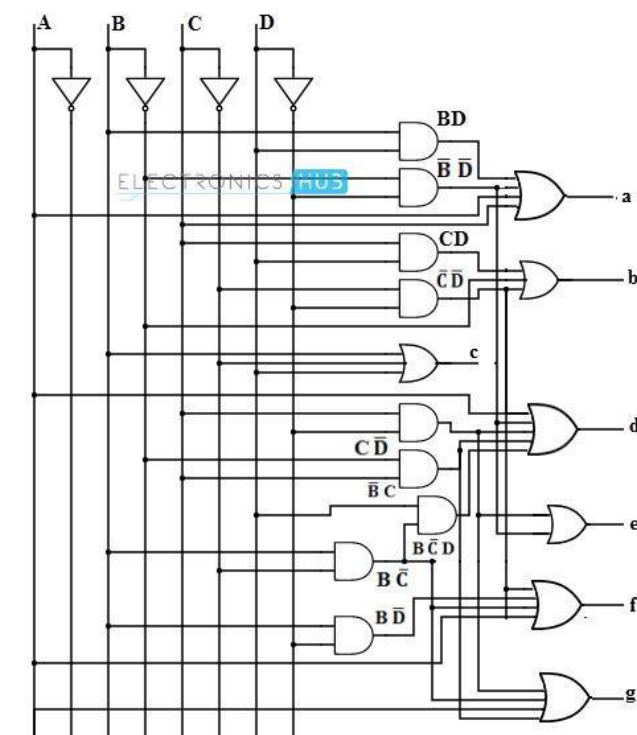 A B C D
BD
ELECTRONICS HUB
B̅ D̅
a
CD
C̅ D̅
b
c
d
C D̅
B̅ C
e
B C̅ D
B C̅
f
B D̅
g